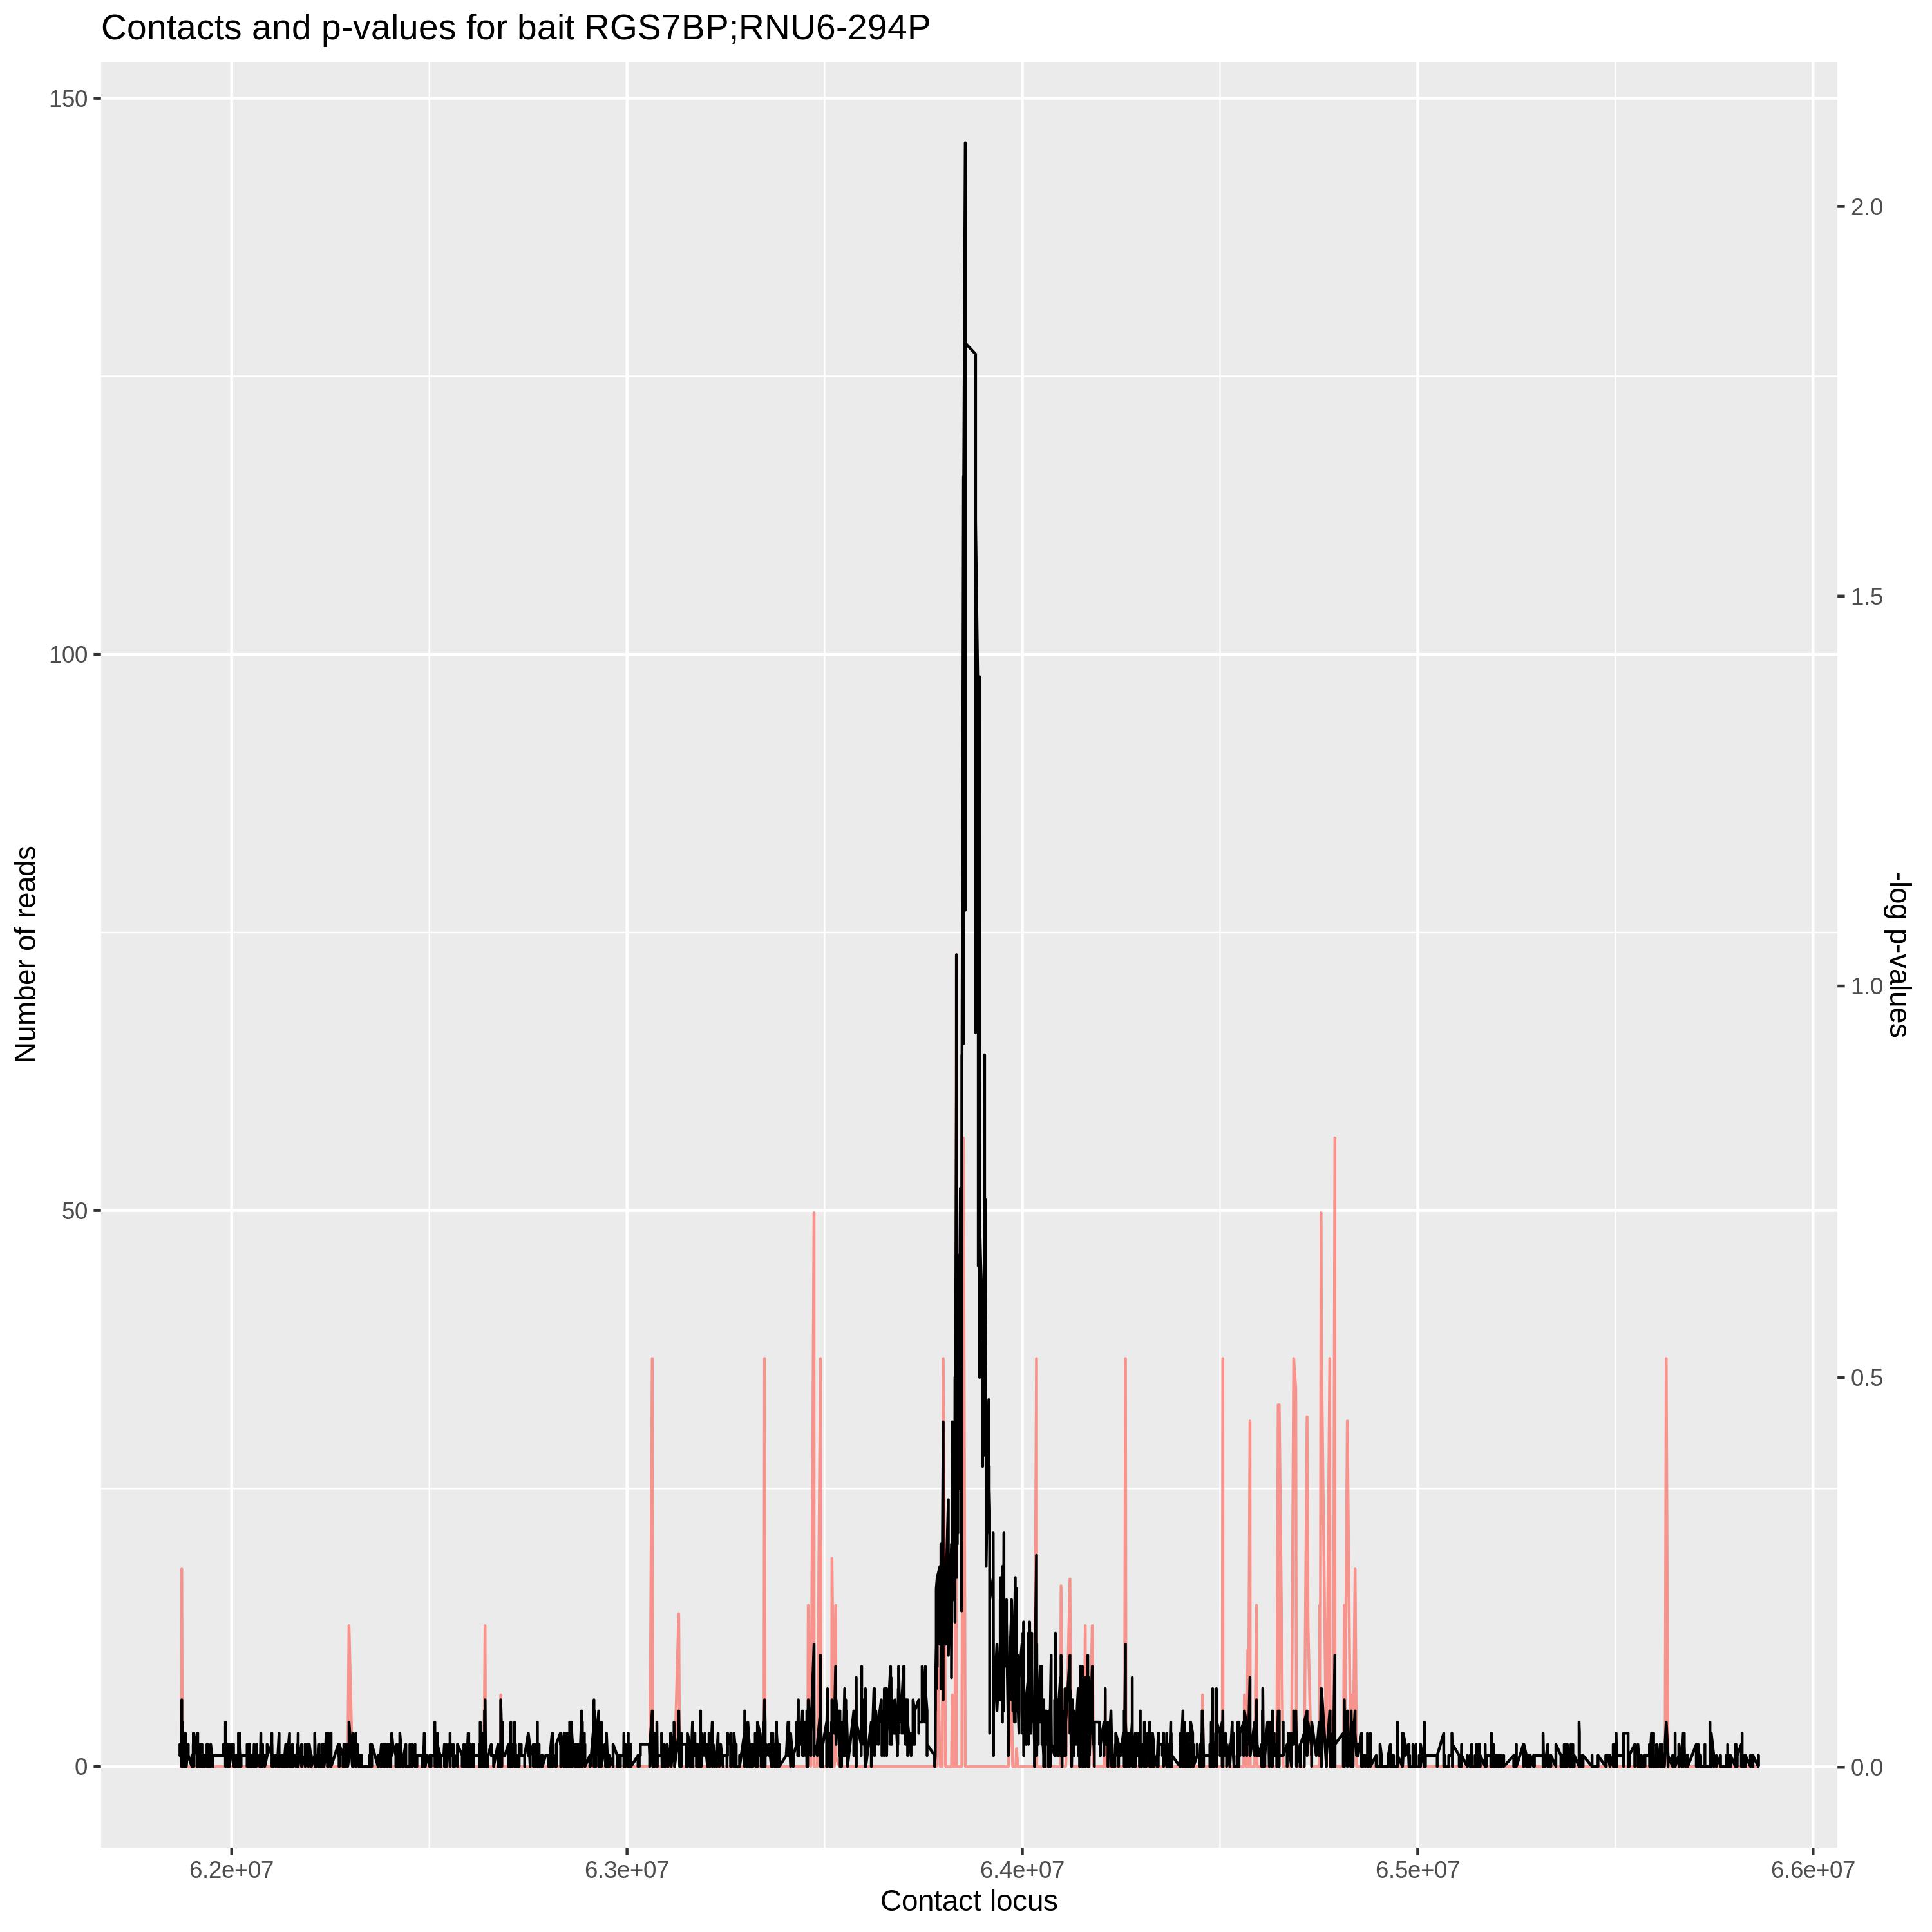 Contacts and p-values for bait RGS7BP;RNU6-294P
150
100
50
0
Number of reads
2.0
1.5
1.0
0.5
0.0
-log p-values
6.2e+07
6.3e+07
6.4e+07
6.5e+07
6.6e+07
Contact locus